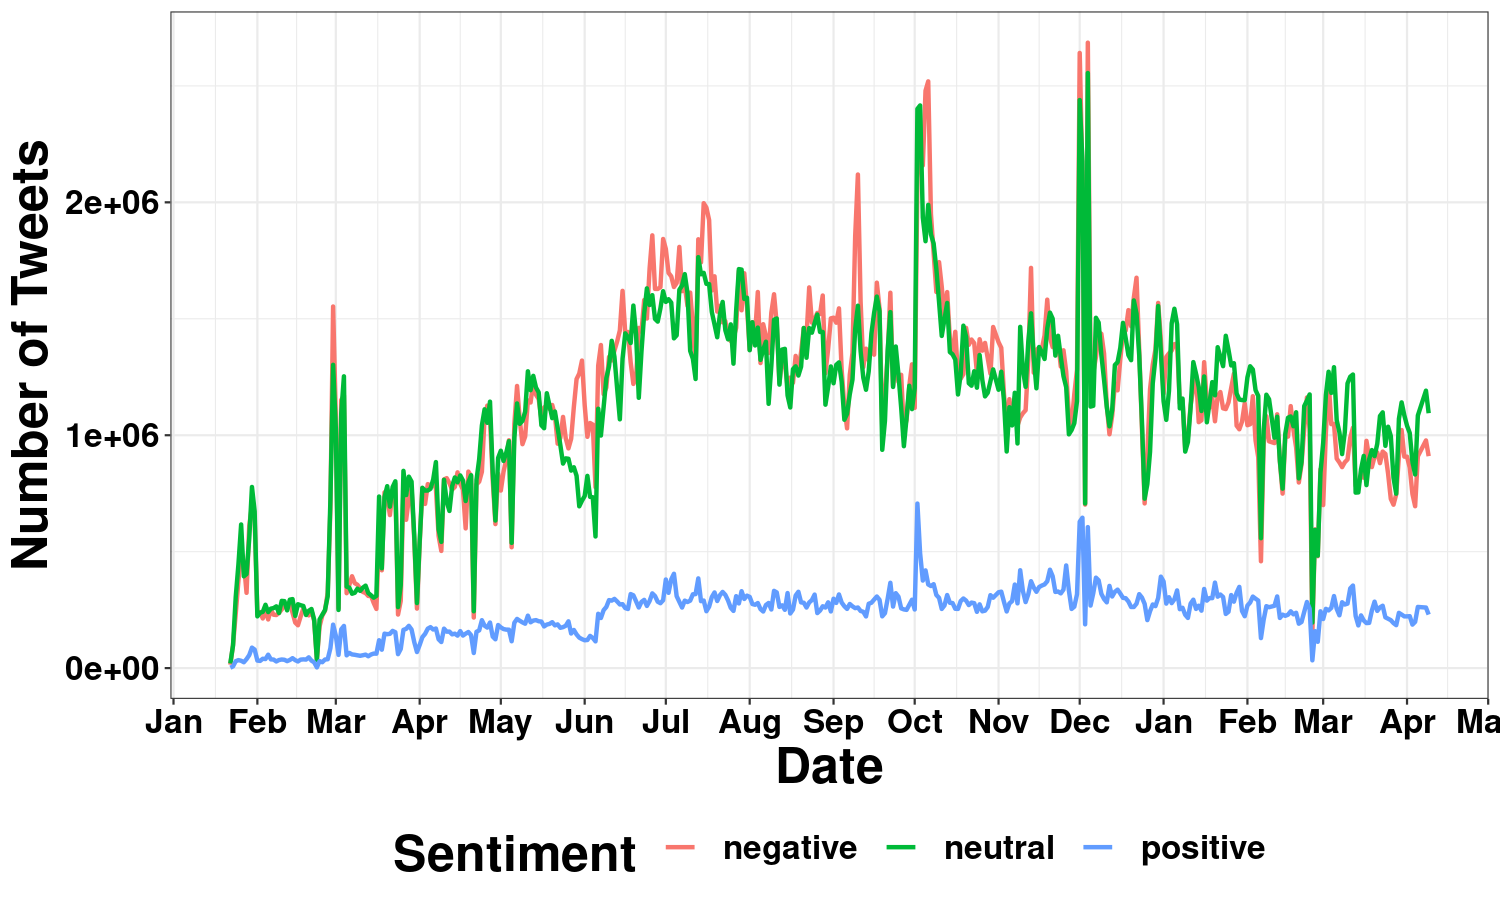 Number of Tweets
2e+06
1e+06
0e+00
Jan Feb Mar Apr May Jun Jul Aug Sep Oct Nov Dec Jan Feb Mar Apr Ma
Date
Sentiment negative neutral positive